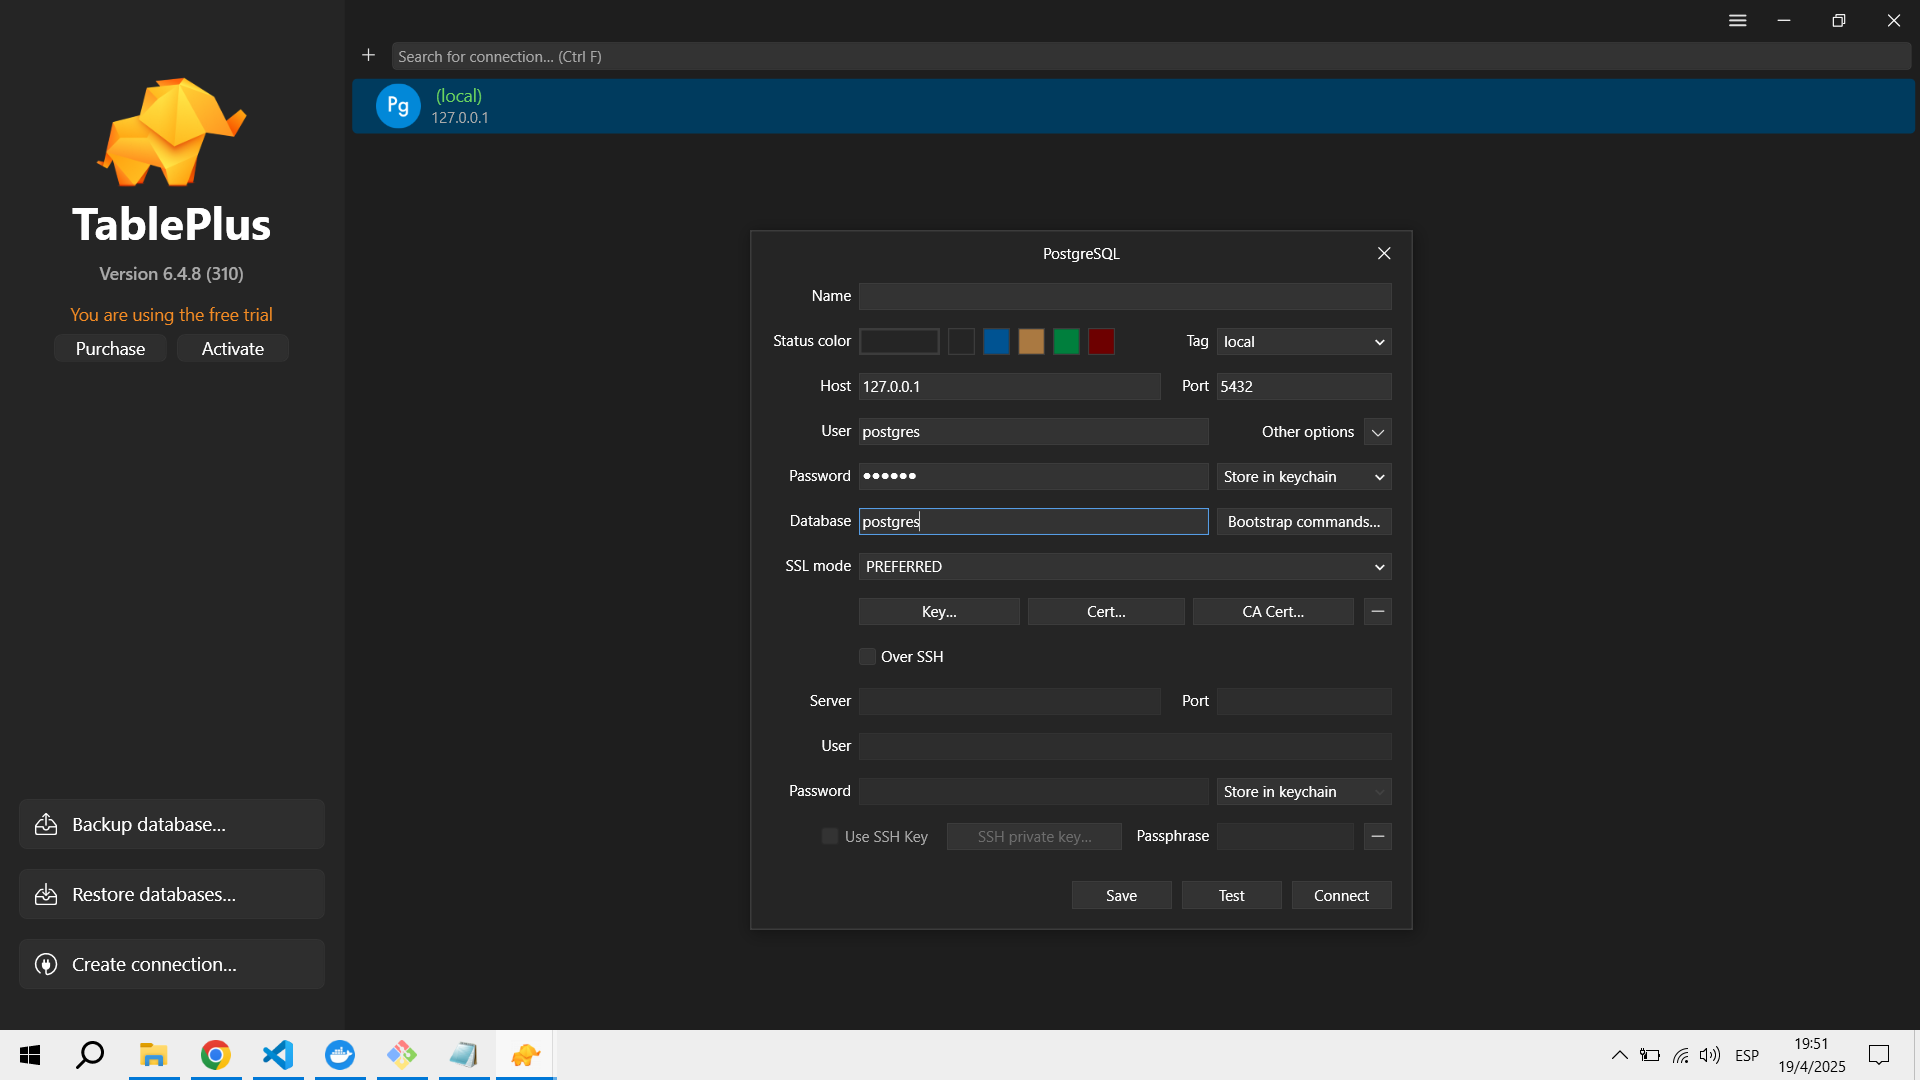 Search for connection... (Ctrl F)
Pg
(local)
127.0.0.1
TablePlus
Version 6.4.8 (310)
You are using the free trial
Purchase
Activate
Backup database...
Restore databases...
Create connection...
PostgreSQL
Name
Status color
Tag
local
Host
127.0.0.1
Port
5432
User
postgres
Other options
Password
Store in keychain
Database
postgres
Bootstrap commands...
SSL mode
PREFERRED
Key...
Cert...
CA Cert...
Over SSH
Server
Port
User
Password
Store in keychain
Use SSH Key
SSH private key...
Passphrase
Save
Test
Connect
ESP
19:51
19/4/2025